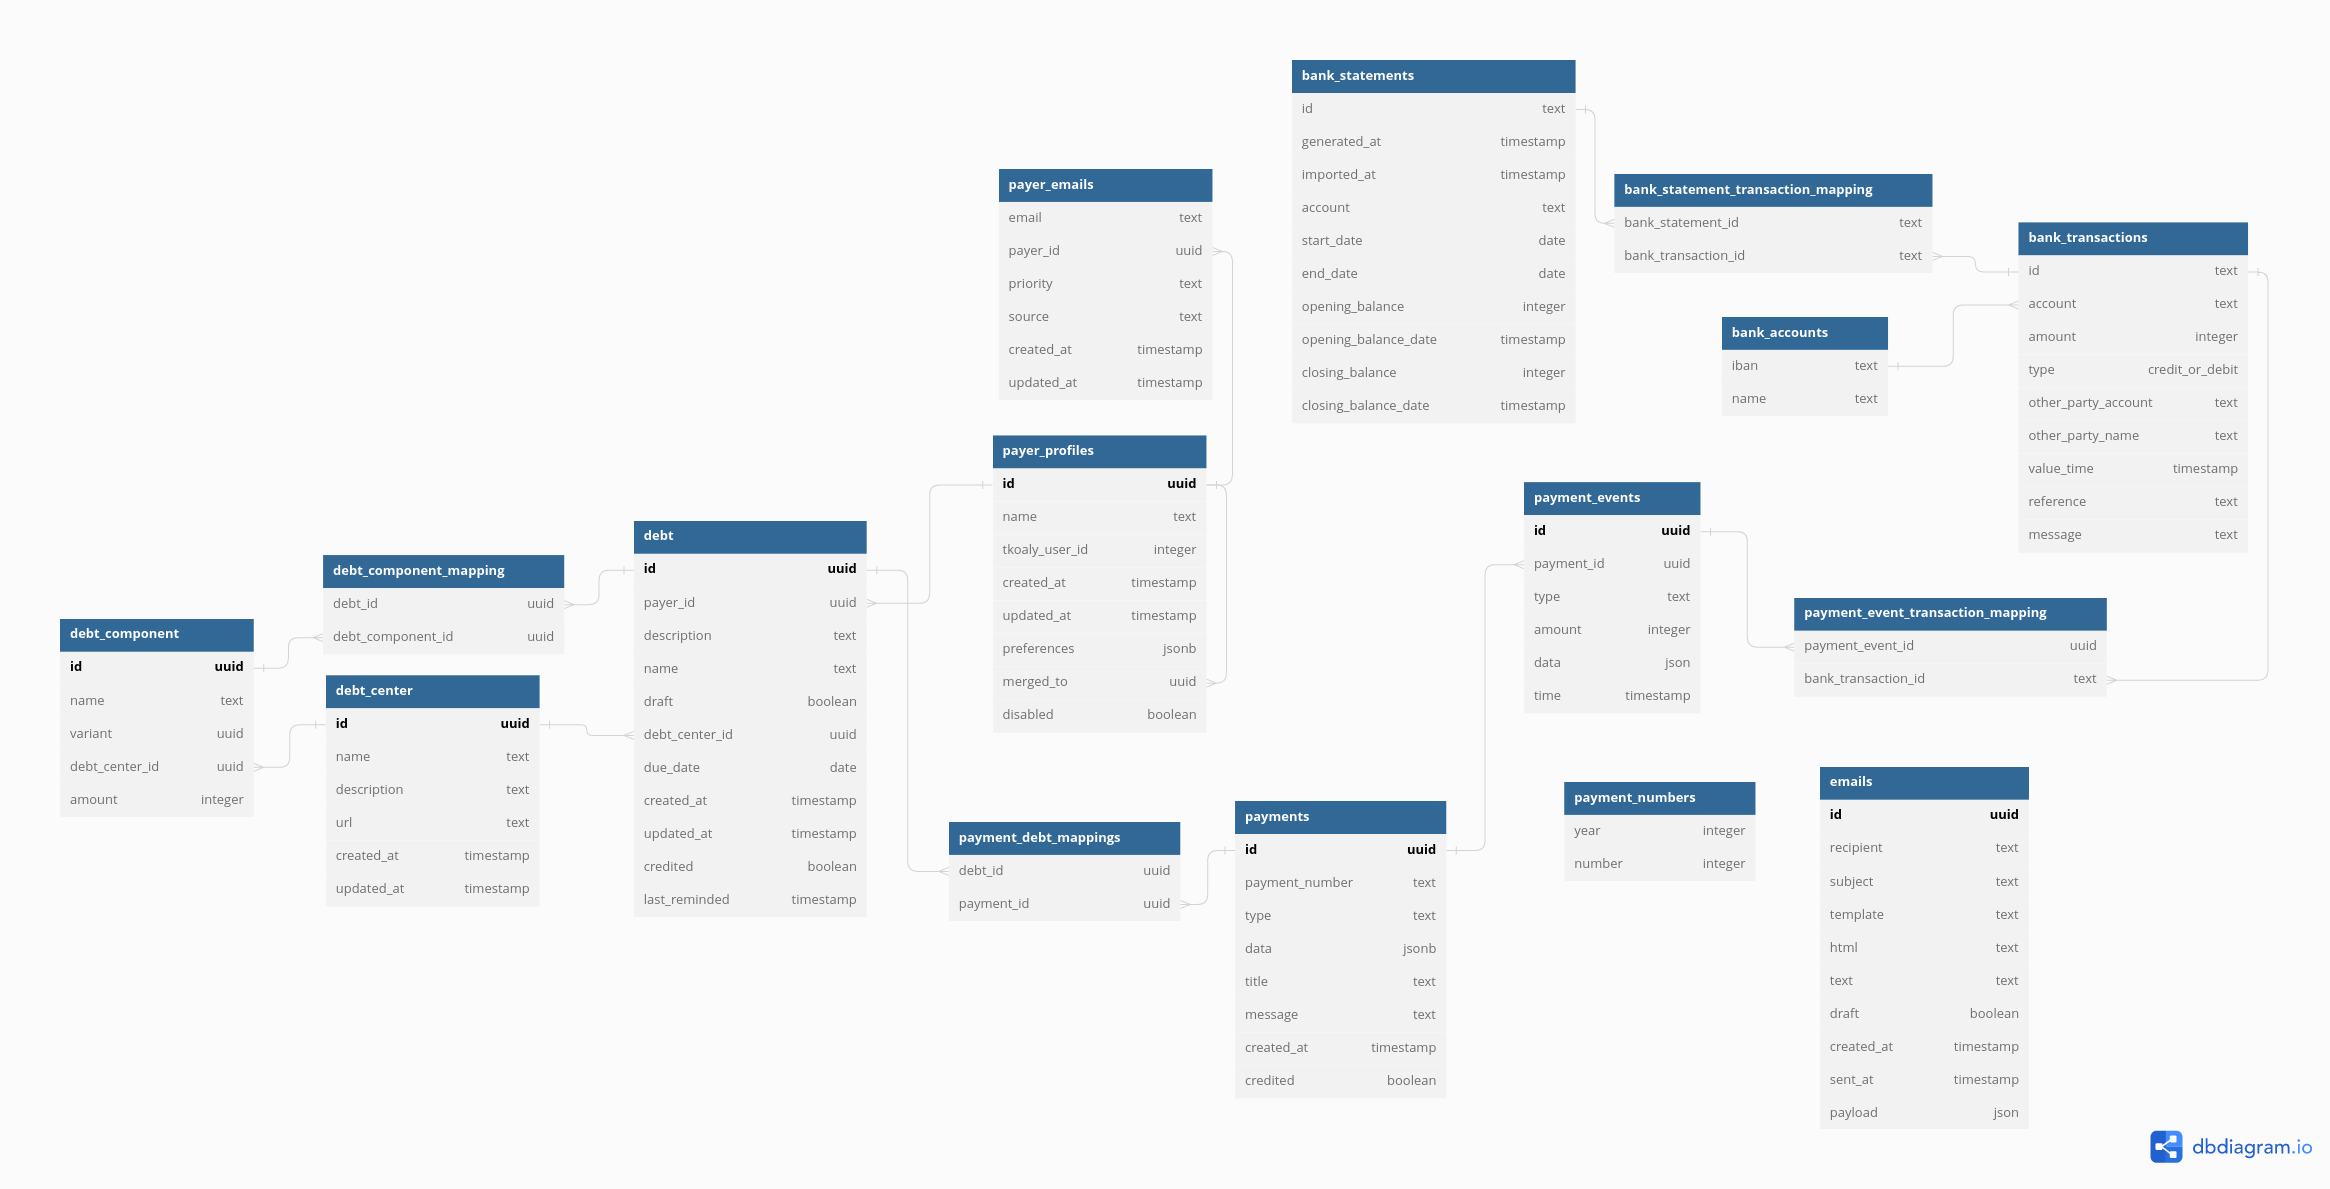 bank_statements
id text
generated_at timestamp
imported_at timestamp
account text
start_date date
end_date date
opening_balance integer
opening_balance_date timestamp
closing_balance integer
closing_balance_date timestamp
payer_emails
email text
payer_id uuid
priority text
source text
created_at timestamp
updated_at timestamp
bank_statement_transaction_mapping
bank_statement_id text
bank_transaction_id text
bank_transactions
id text
account text
amount integer
type credit_or_debit
other_party_account text
other_party_name text
value_time timestamp
reference text
message text
bank_accounts
iban text
name text
payer_profiles
id uuid
name text
tkoaly_user_id integer
created_at timestamp
updated_at timestamp
preferences jsonb
merged_to uuid
disabled boolean
payment_events
id uuid
payment_id uuid
type text
amount integer
data json
time timestamp
debt
id uuid
payer_id uuid
description text
name text
draft boolean
debt_center_id uuid
due_date date
created_at timestamp
updated_at timestamp
credited boolean
last_reminded timestamp
debt_component_mapping
debt_id uuid
debt_component_id uuid
payment_event_transaction_mapping
payment_event_id uuid
bank_transaction_id text
debt_component
id uuid
name text
variant uuid
debt_center_id uuid
amount integer
debt_center
id uuid
name text
description text
url text
created_at timestamp
updated_at timestamp
payment_debt_mappings
debt_id uuid
payment_id uuid
payments
id uuid
payment_number text
type text
data jsonb
title text
message text
created_at timestamp
credited boolean
payment_numbers
year integer
number integer
emails
id uuid
recipient text
subject text
template text
html text
text text
draft boolean
created_at timestamp
sent_at timestamp
payload json
dbdiagram.io